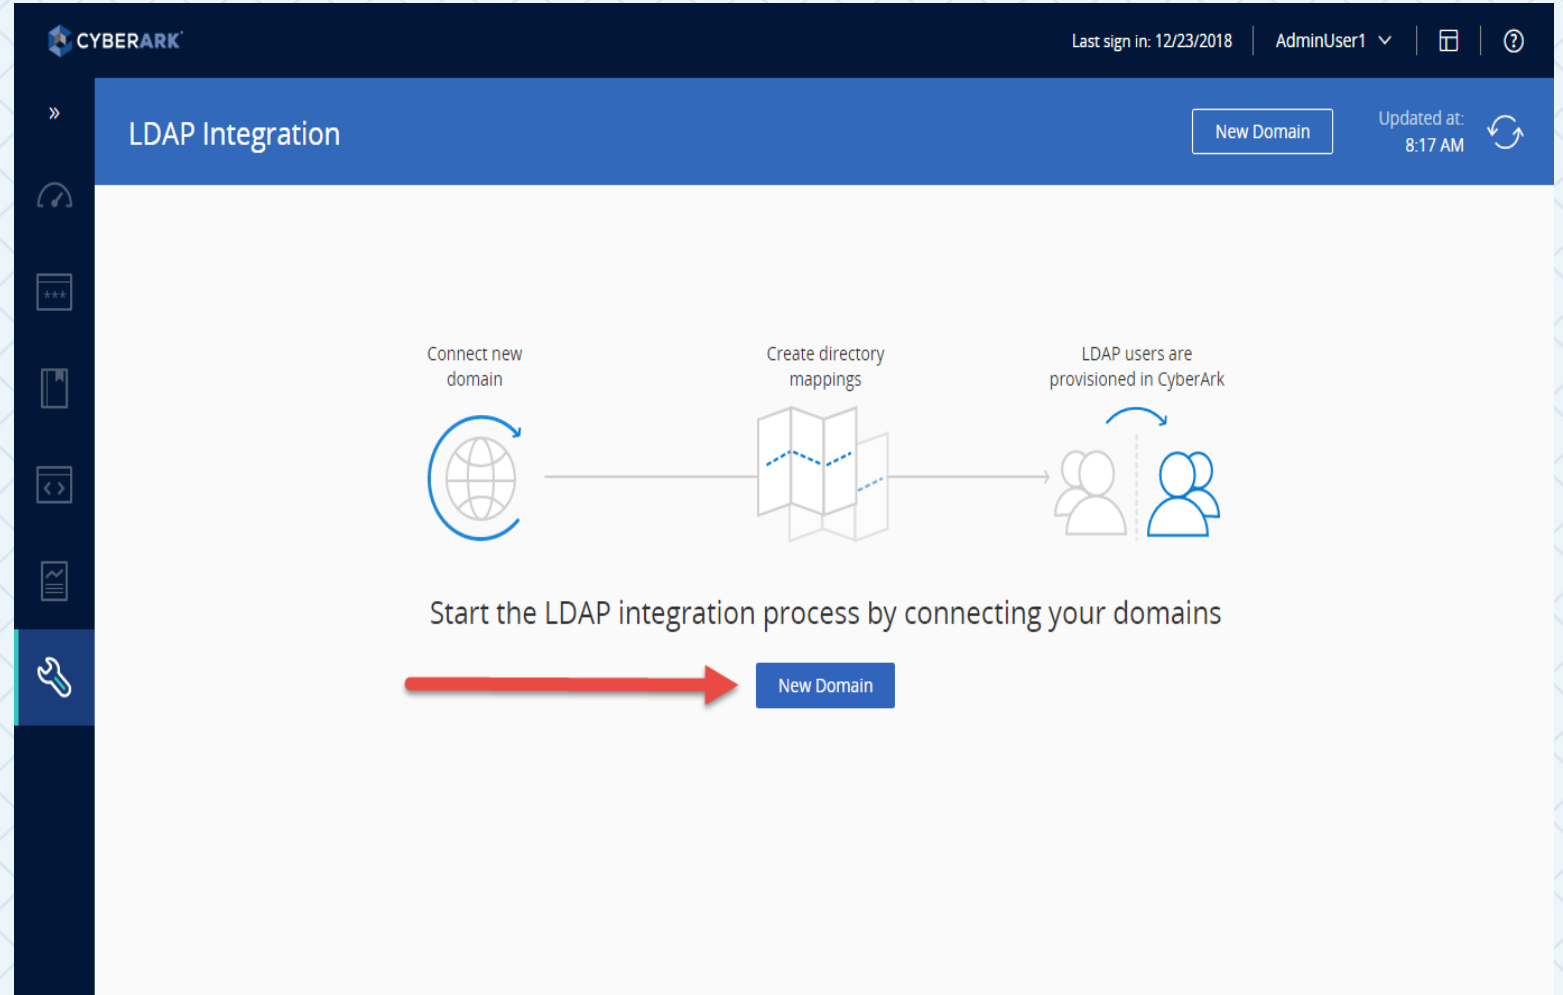 CYBERARK
Last sign in: 12/23/2018
AdminUser1
LDAP Integration
New Domain
Updated at:
8:17 AM
***
Connect new
domain
Create directory
mappings
LDAP users are
provisioned in CyberArk
Start the LDAP integration process by connecting your domains
New Domain